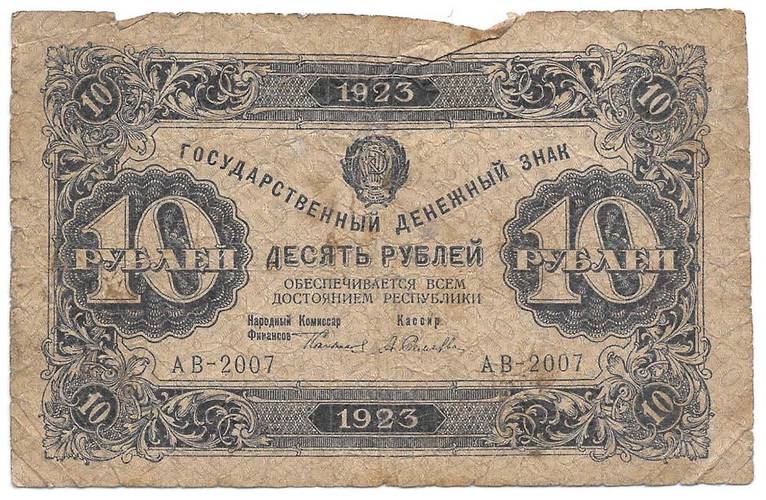 10 1923 10
ГОСУДАРСТВЕННЫЙ ДЕНЕЖНЫЙ ЗНАК
10 РУБЛЕЙ
ДЕСЯТЬ РУБЛЕЙ
10 РУБЛЕЙ
ОБЕСПЕЧИВАЕТСЯ ВСЕМ
ДОСТОЯНИЕМ РЕСПУБЛИКИ
Народный Комиссар
Финансов
Кассир
АВ-2007 АВ-2007
10 1923 10